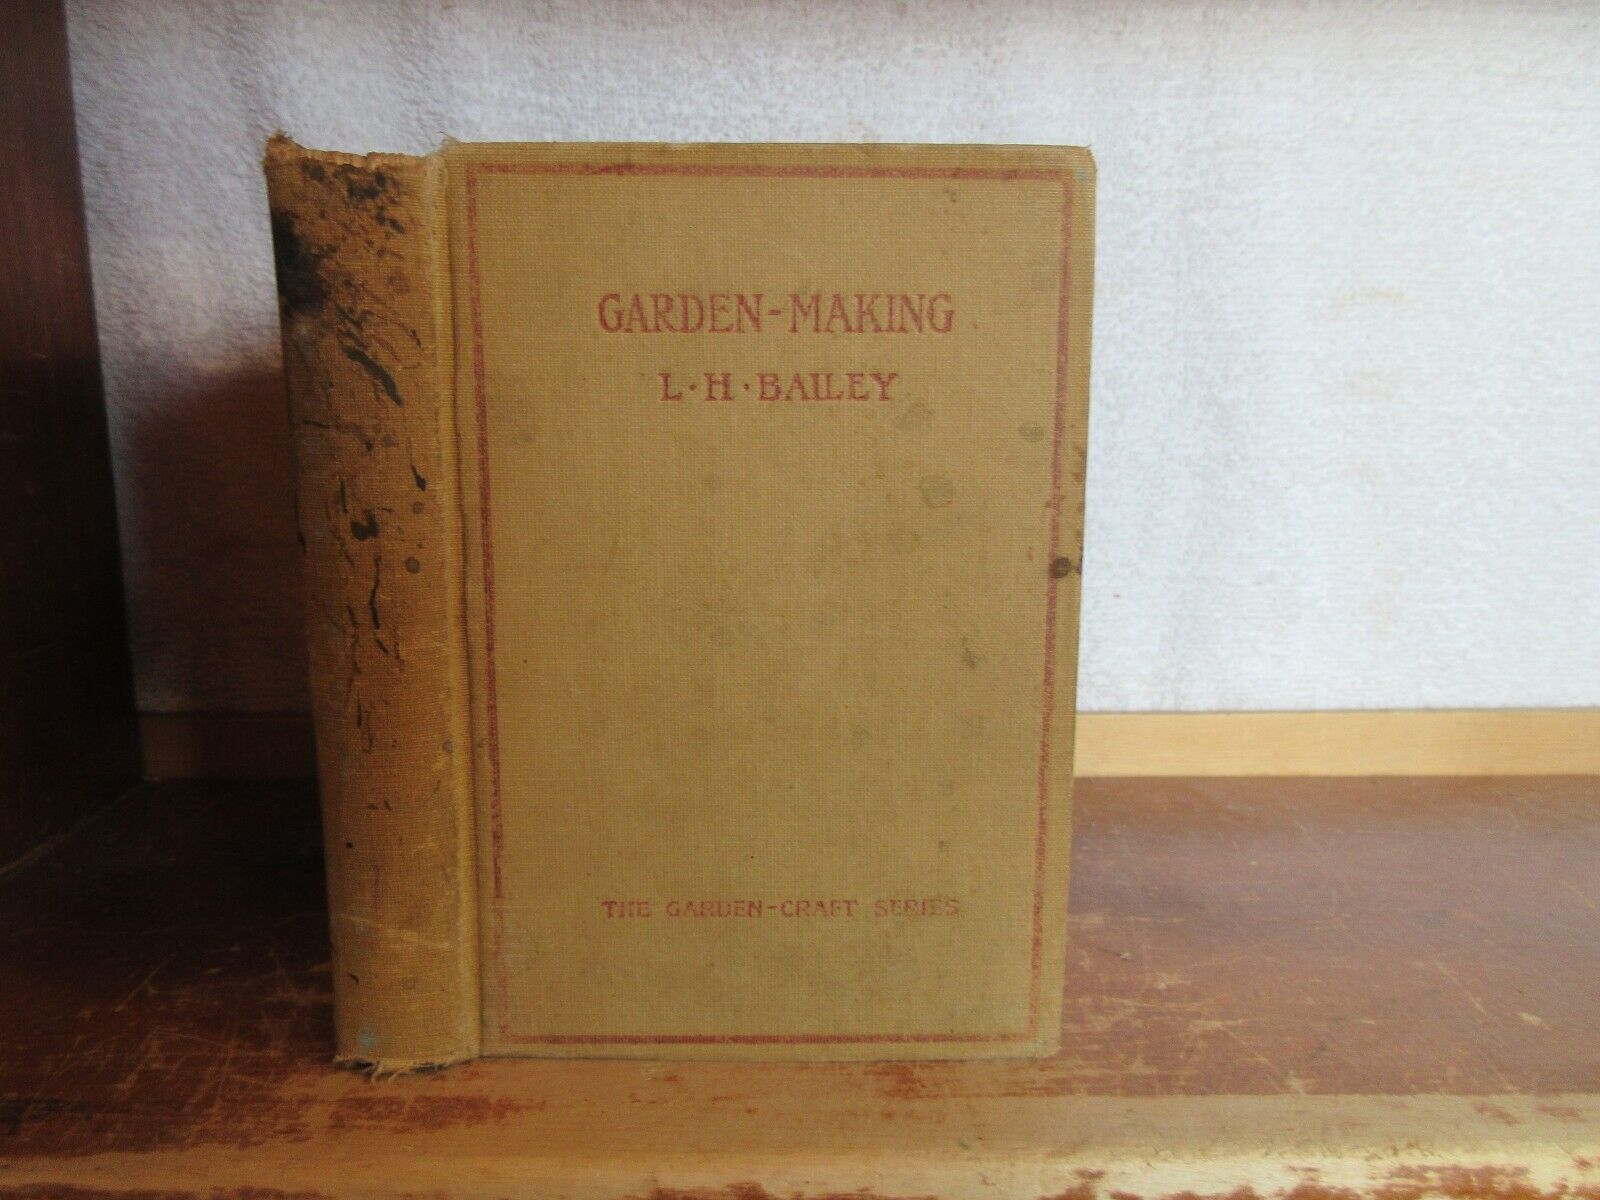 GARDEN-MAKING
L·H·BAILEY
THE GARDEN-CRAFT SERIES